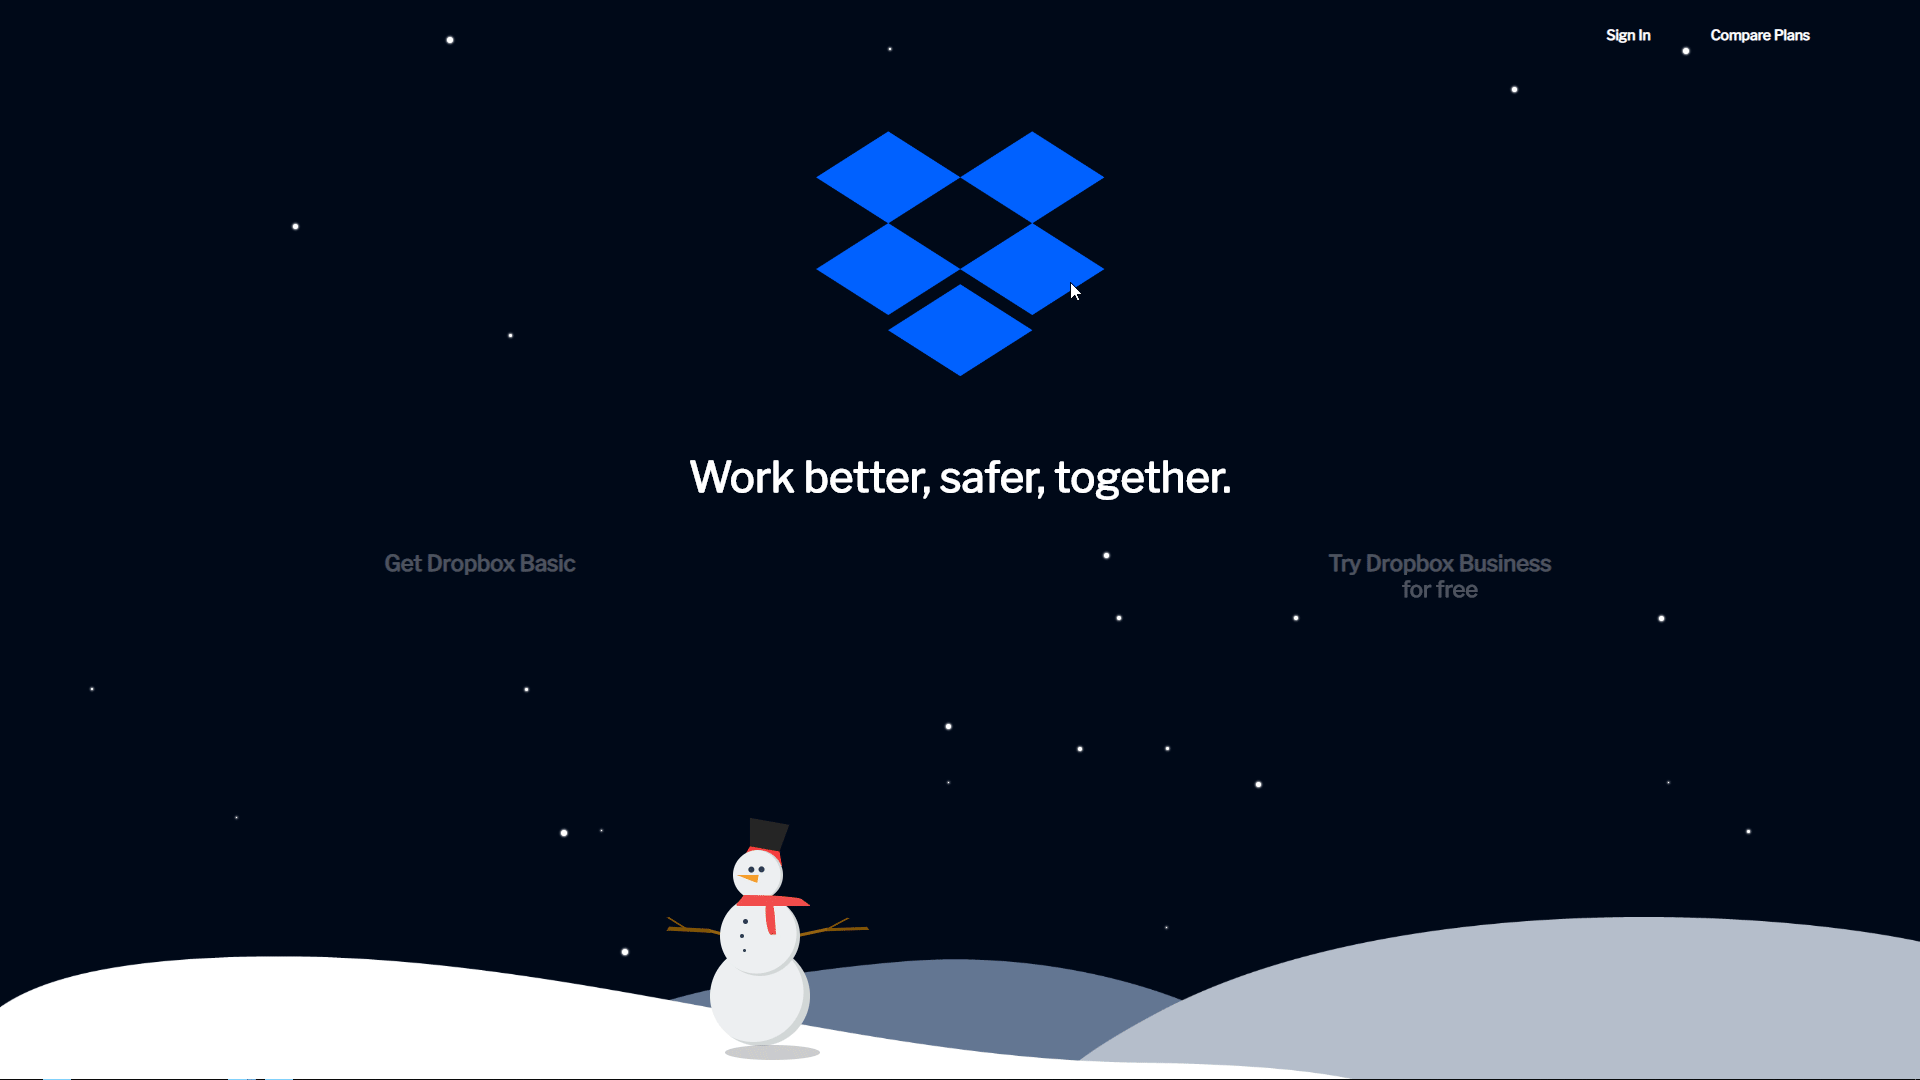 Sign In
Compare Plans
Work better, safer, together.
Get Dropbox Basic
Try Dropbox Business
for free